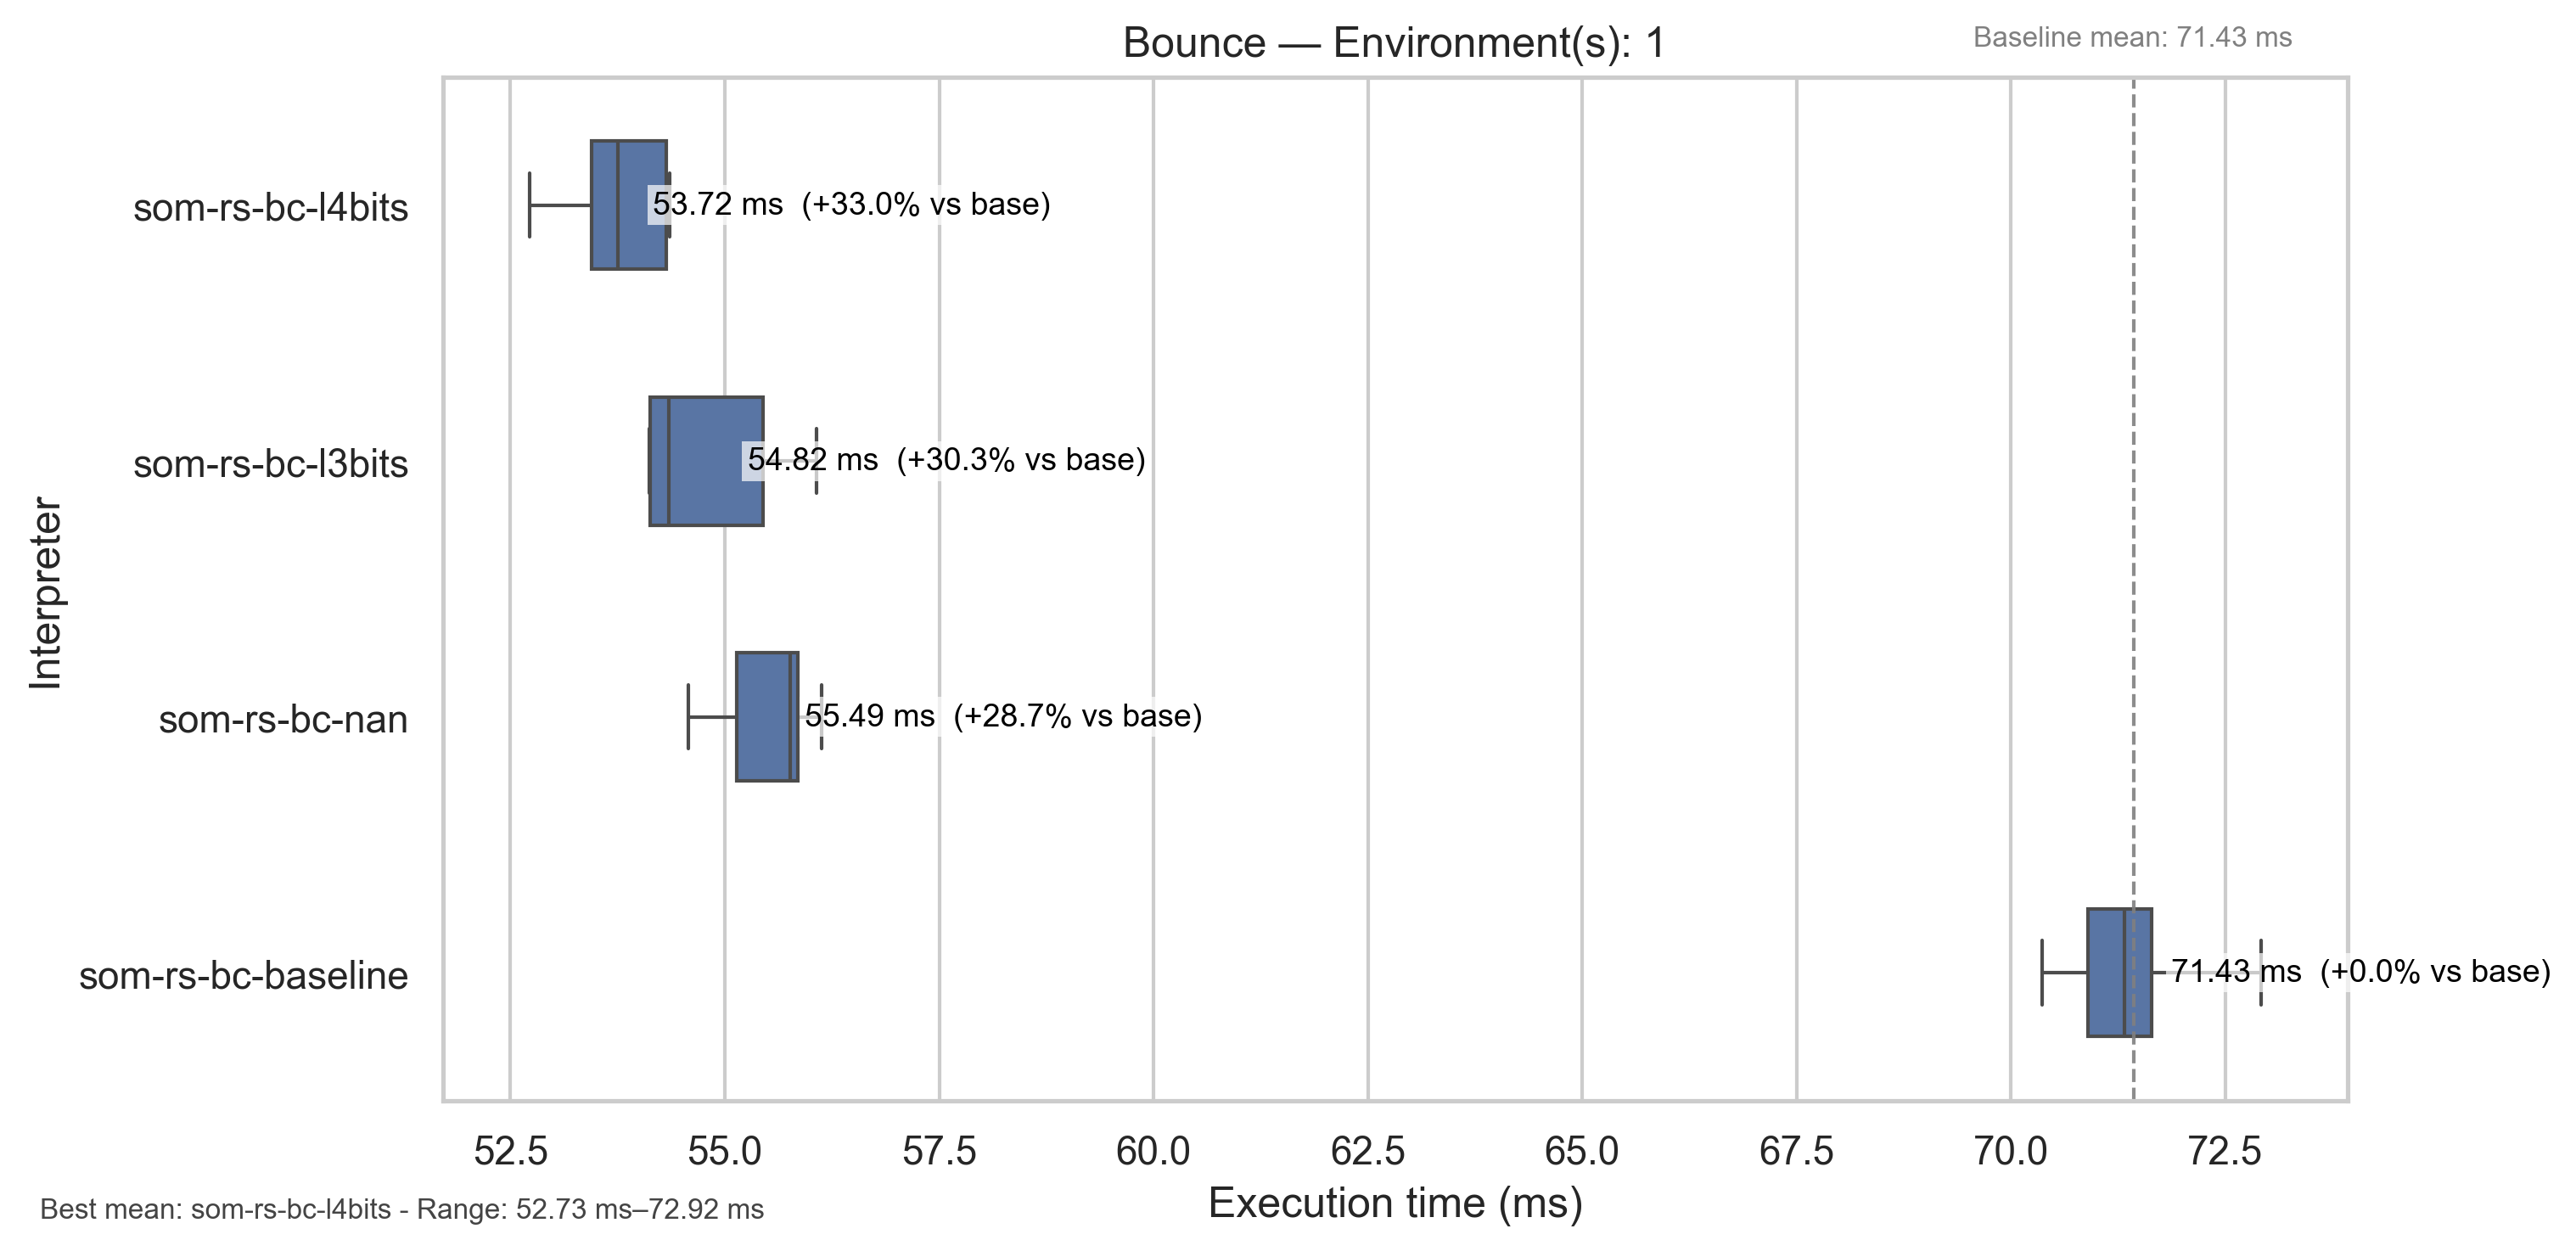 Bounce — Environment(s): 1
Baseline mean: 71.43 ms
Interpreter
som-rs-bc-l4bits
53.72 ms (+33.0% vs base)
som-rs-bc-l3bits
54.82 ms (+30.3% vs base)
som-rs-bc-nan
55.49 ms (+28.7% vs base)
som-rs-bc-baseline
71.43 ms (+0.0% vs base)
52.5 55.0 57.5 60.0 62.5 65.0 67.5 70.0 72.5
Execution time (ms)
Best mean: som-rs-bc-l4bits - Range: 52.73 ms–72.92 ms